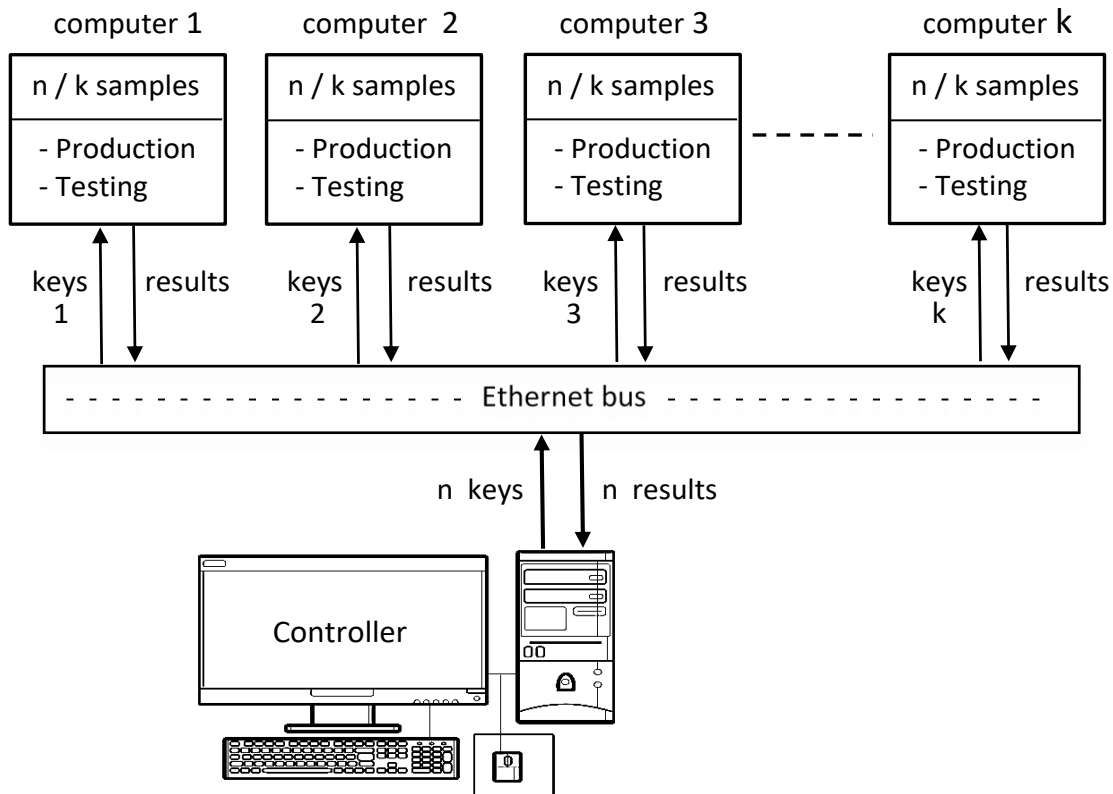 computer 1
computer 2
computer 3
computer k
n / k samples
n / k samples
n / k samples
n / k samples
- Production
- Testing
- Production
- Testing
- Production
- Testing
- Production
- Testing
keys
1
results
keys
2
results
keys
3
results
keys
k
results
Ethernet bus
n keys
n results
Controller